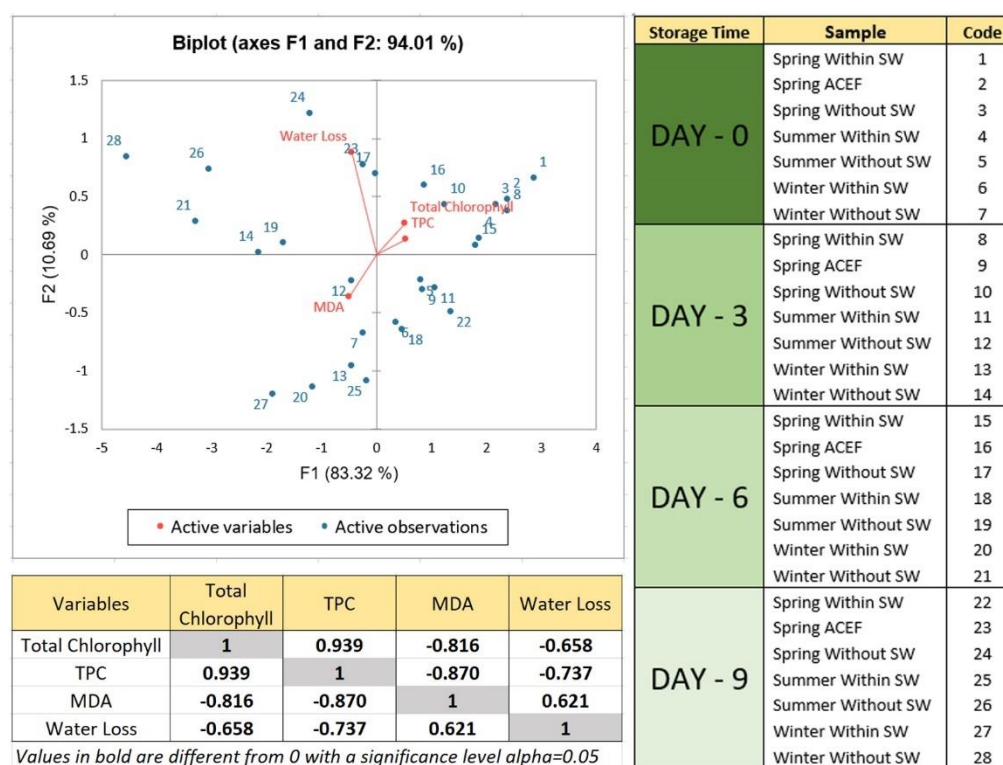 Biplot (axes F1 and F2: 94.01 %)
1.5
1
0.5
0
-0.5
-1
-1.5
F2 (10.69 %)
24
Water Loss
28
26
23
17
16
10
1
2
3
8
Total Chlorophyll
TPC
4
15
21
14
19
12
MDA
5
9
11
22
6
18
7
13
25
20
27
-5 -4 -3 -2 -1 0 1 2 3 4
F1 (83.32 %)
Active variables Active observations
Variables Total Chlorophyll TPC MDA Water Loss
Total Chlorophyll 1 0.939 -0.816 -0.658
TPC 0.939 1 -0.870 -0.737
MDA -0.816 -0.870 1 0.621
Water Loss -0.658 -0.737 0.621 1
Values in bold are different from 0 with a significance level alpha=0.05
Storage Time Sample Code
DAY - 0
Spring Within SW 1
Spring ACEF 2
Spring Without SW 3
Summer Within SW 4
Summer Without SW 5
Winter Within SW 6
Winter Without SW 7
DAY - 3
Spring Within SW 8
Spring ACEF 9
Spring Without SW 10
Summer Within SW 11
Summer Without SW 12
Winter Within SW 13
Winter Without SW 14
DAY - 6
Spring Within SW 15
Spring ACEF 16
Spring Without SW 17
Summer Within SW 18
Summer Without SW 19
Winter Within SW 20
Winter Without SW 21
DAY - 9
Spring Within SW 22
Spring ACEF 23
Spring Without SW 24
Summer Within SW 25
Summer Without SW 26
Winter Within SW 27
Winter Without SW 28